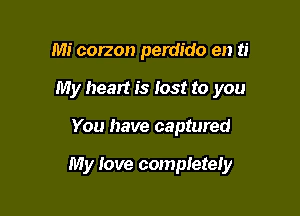 Mi corzon perdido en ti
My heart is lost to you
You have captured
My love completely